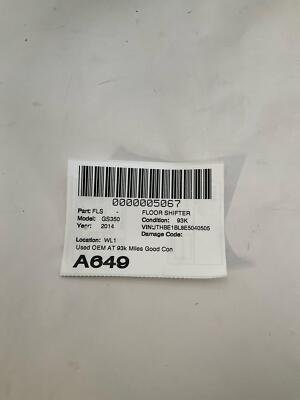 0000005067
Part: FLS - FLOOR SHIFTER
Model: GS350 Condition: 93K
Year: 2014 VIN:JTHBE1BL8E5040505
Damage Code:
Location: WL1
Used OEM AT 93k Miles Good Con
A649